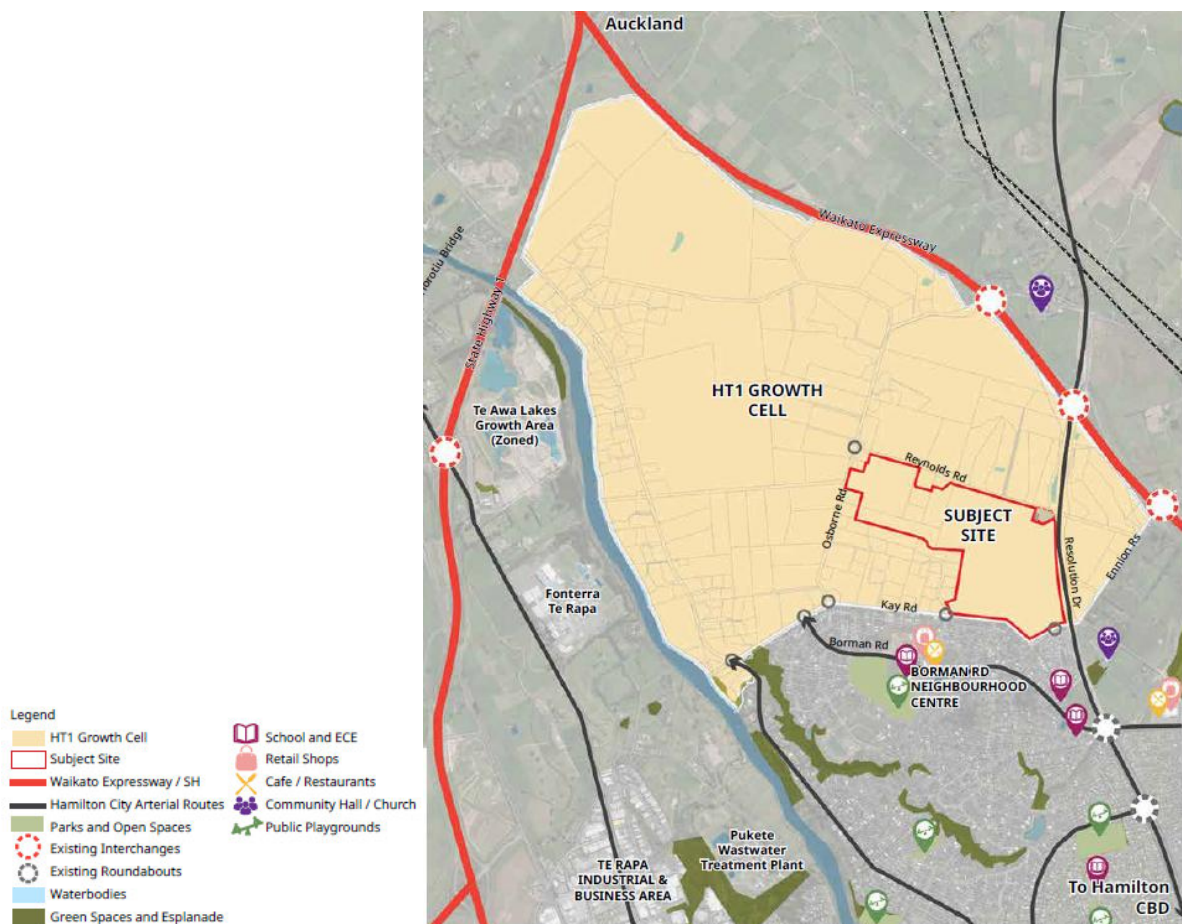 Auckland
Waikato Expressway
State Highway 1
Bridge
HT1 GROWTH
CELL
Te Awa Lakes
Growth Area
(Zoned)
Reynolds Rd
Osborne Rd
SUBJECT
SITE
Resolution Dr
Ennion Rs
Fonterra
Te Rapa
Kay Rd
Borman Rd
BORMAN RD
NEIGHBOURHOOD
CENTRE
Pukete
Wastwater
Treatment Plant
TE RAPA
INDUSTRIAL &
BUSINESS AREA
To Hamilton
CBD
Legend
HT1 Growth Cell
Subject Site
Waikato Expressway / SH
Hamilton City Arterial Routes
Parks and Open Spaces
Existing Interchanges
Existing Roundabouts
Waterbodies
Green Spaces and Esplanade
School and ECE
Retail Shops
Cafe / Restaurants
Community Hall / Church
Public Playgrounds